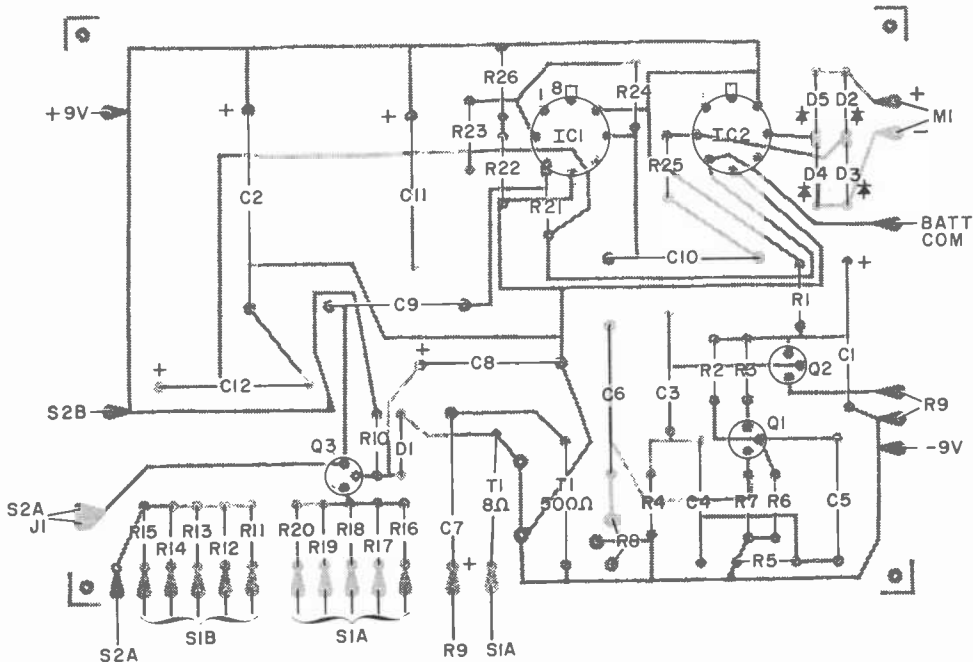 R26
R24
1
8
D5
D2
+
+9V
+
+
R23
IC1
IC2
M1
R22
R25
D4
D3
−
C2
C11
R21
BATT
COM
C10
+
C9
R1
+
C8
R2
R3
Q2
C1
+
C12
C6
C3
S2B
R9
R10
D1
Q1
Q3
-9V
T1
8Ω
T1
500Ω
S2A
J1
R15
R14
R13
R12
R11
R20
R19
R18
R17
R16
C7
R4
C4
R7
R6
C5
R8
+
R5
S2A
S1B
S1A
R9
S1A